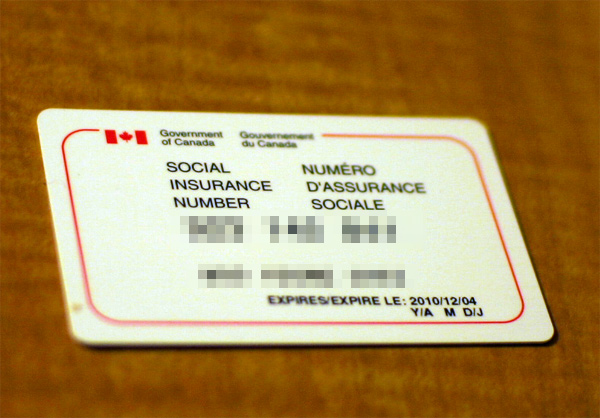 Government of Canada
Gouvernement du Canada
SOCIAL INSURANCE NUMBER
NUMÉRO D'ASSURANCE SOCIALE
EXPIRES/EXPIRE LE: 2010/12/04
Y/A M D/J